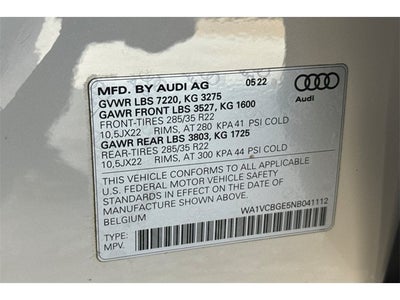 MFD. BY AUDI AG 05.22
GVWR LBS 7220, KG 3275
GAWR FRONT LBS 3527, KG 1600
FRONT-TIRES 285/35 R22
10,5JX22 RIMS, AT 280 KPA 41 PSI COLD
GAWR REAR LBS 3803, KG 1725
REAR-TIRES 285/35 R22
10,5JX22 RIMS, AT 300 KPA 44 PSI COLD
Audi
THIS VEHICLE CONFORMS TO ALL APPLICABLE
U.S. FEDERAL MOTOR VEHICLE SAFETY
STANDARDS IN EFFECT ON THE DATE OF
MANUFACTURE SHOWN ABOVE.
BELGIUM WA1VCBGE5NB041112
TYPE:
MPV.